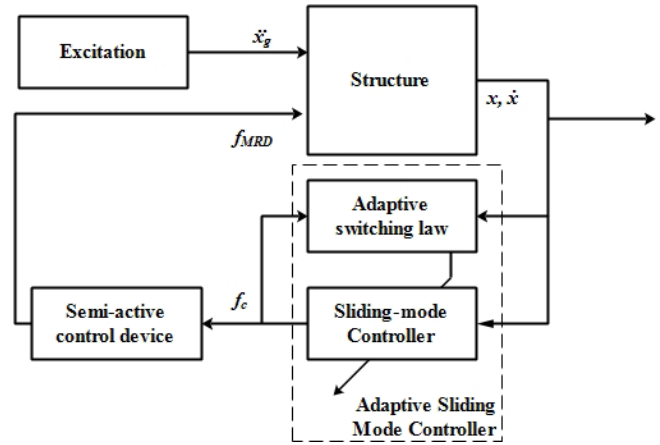 Excitation
ẍg
Structure
x, ẋ
fMRD
Adaptive
switching law
Semi-active
control device
fc
Sliding-mode
Controller
Adaptive Sliding
Mode Controller